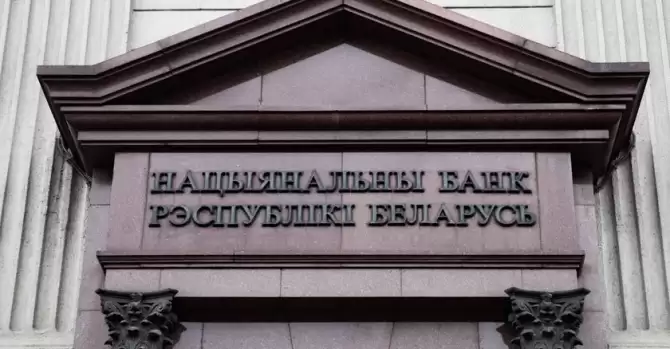 НАЦЫЯНАЛЬНЫ БАНК
РЭСПУБЛІКІ БЕЛАРУСЬ